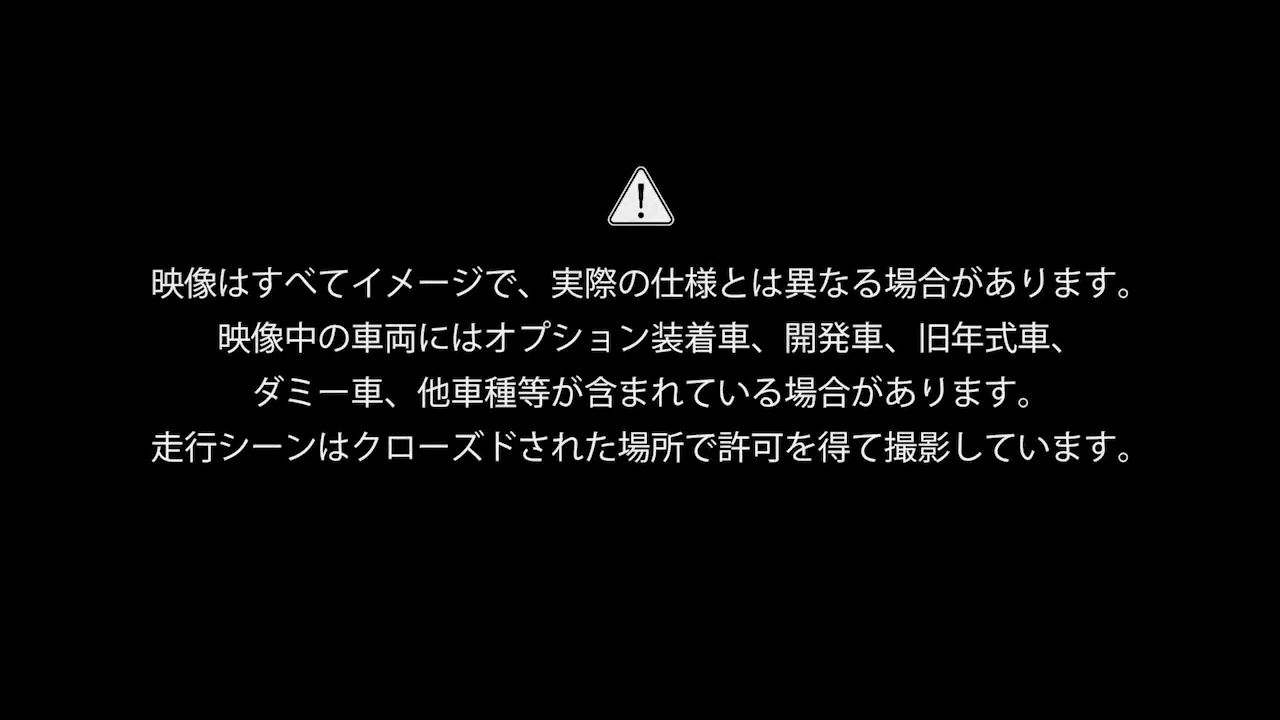 映像はすべてイメージで、実際の仕様とは異なる場合があります。
映像中の車両にはオプション装着車、開発車、旧年式車、
ダミー車、他車種等が含まれている場合があります。
走行シーンはクローズドされた場所で許可を得て撮影しています。